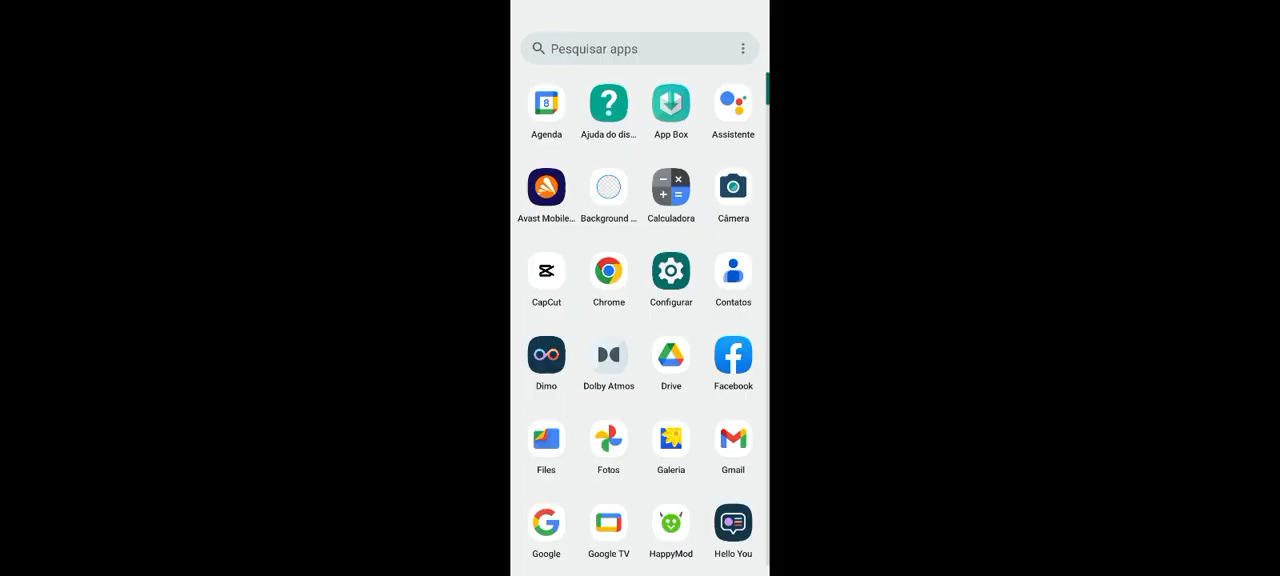 Pesquisar apps
8
Agenda
Ajuda do dis...
App Box
Assistente
Avast Mobile...
Background ...
Calculadora
Câmera
CapCut
Chrome
Configurar
Contatos
Dimo
Dolby Atmos
Drive
Facebook
Files
Fotos
Galeria
Gmail
Google
Google TV
HappyMod
Hello You